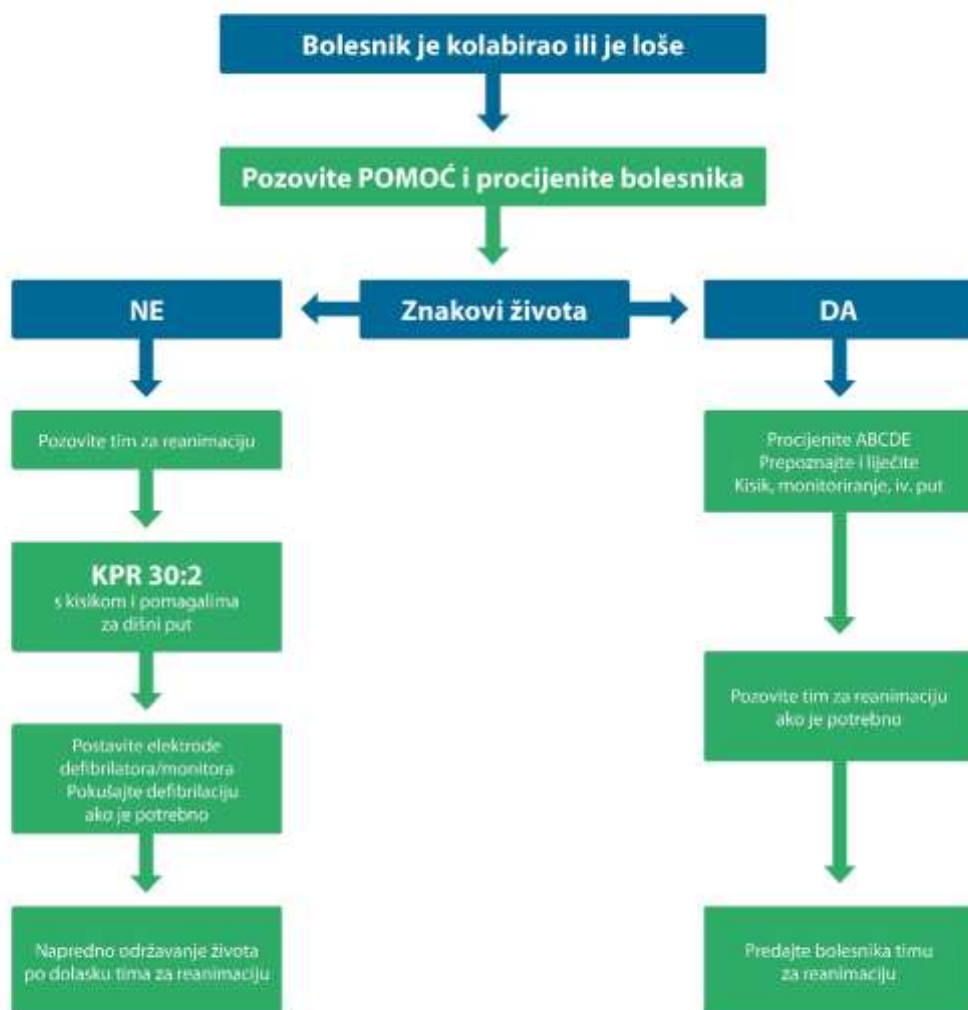 Bolesnik je kolabirao ili je loše
Pozovite POMOĆ i procijenite bolesnika
NE
Znakovi života
DA
Pozovite tim za reanimaciju
KPR 30:2
s kisikom i pomagalima
za dišni put
Postavite elektrode
defibrilatora/monitora
Pokušajte defibrilaciju
ako je potrebno
Napredno održavanje života
po dolasku tima za reanimaciju
Procijenite ABCDE
Prepoznajte i liječite
Kisik, monitoriranje, iv. put
Pozovite tim za reanimaciju
ako je potrebno
Predajte bolesnika timu
za reanimaciju